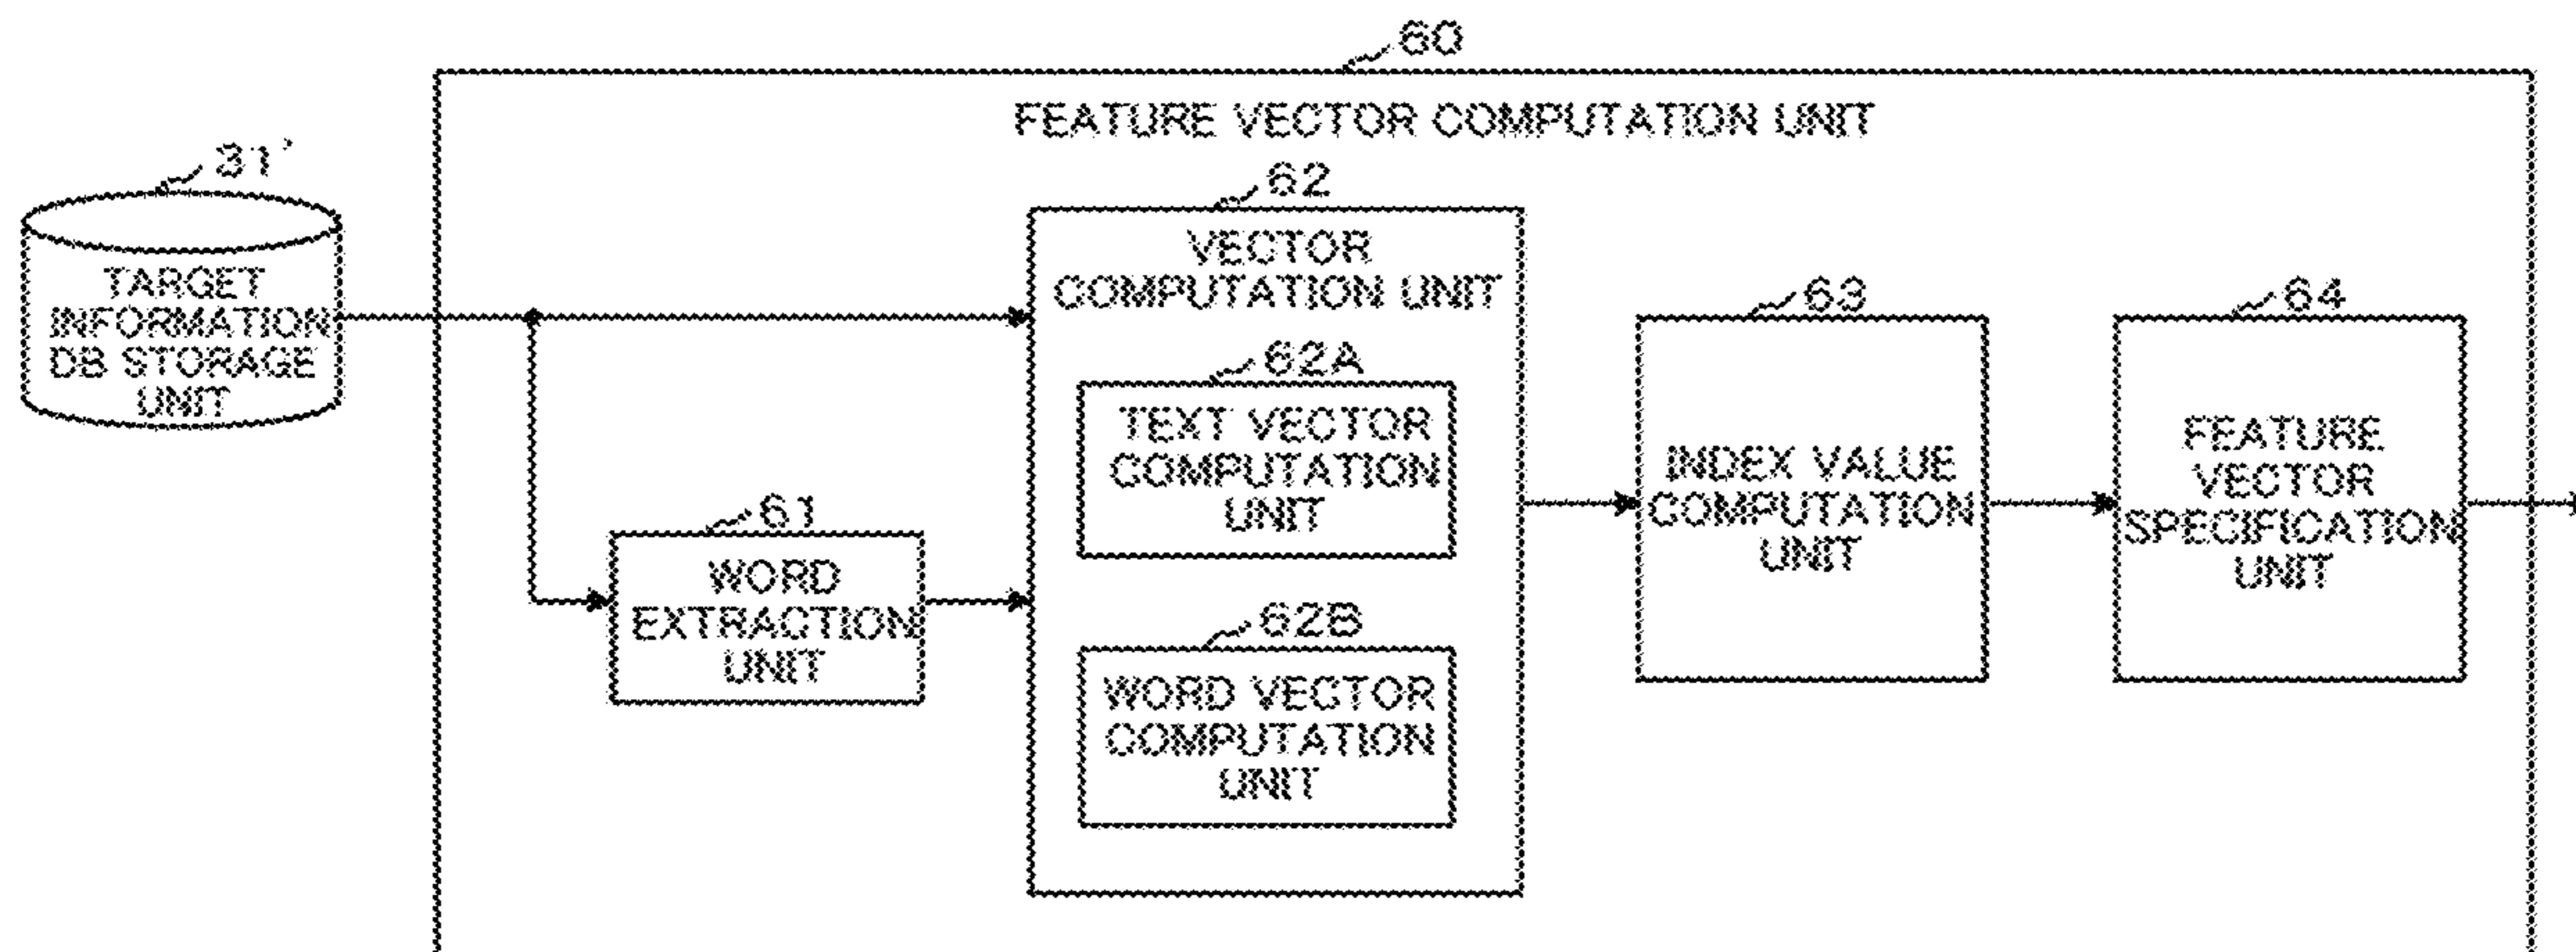 60
FEATURE VECTOR COMPUTATION UNIT
31'
TARGET
INFORMATION
DB STORAGE
UNIT
62
VECTOR
COMPUTATION UNIT
62A
TEXT VECTOR
COMPUTATION
UNIT
61
WORD
EXTRACTION
UNIT
62B
WORD VECTOR
COMPUTATION
UNIT
63
INDEX VALUE
COMPUTATION
UNIT
64
FEATURE
VECTOR
SPECIFICATION
UNIT